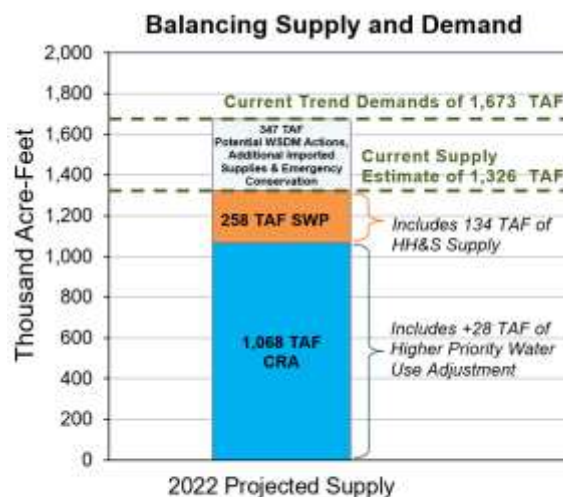 Balancing Supply and Demand
Thousand Acre-Feet
2,000
1,800
1,600
1,400
1,200
1,000
800
600
400
200
0
Current Trend Demands of 1,673 TAF
347 TAF
Potential WSDM Actions,
Additional Imported
Supplies & Emergency
Conservation
Current Supply
Estimate of 1,326 TAF
258 TAF SWP
Includes 134 TAF of
HH&S Supply
1,068 TAF
CRA
Includes +28 TAF of
Higher Priority Water
Use Adjustment
2022 Projected Supply